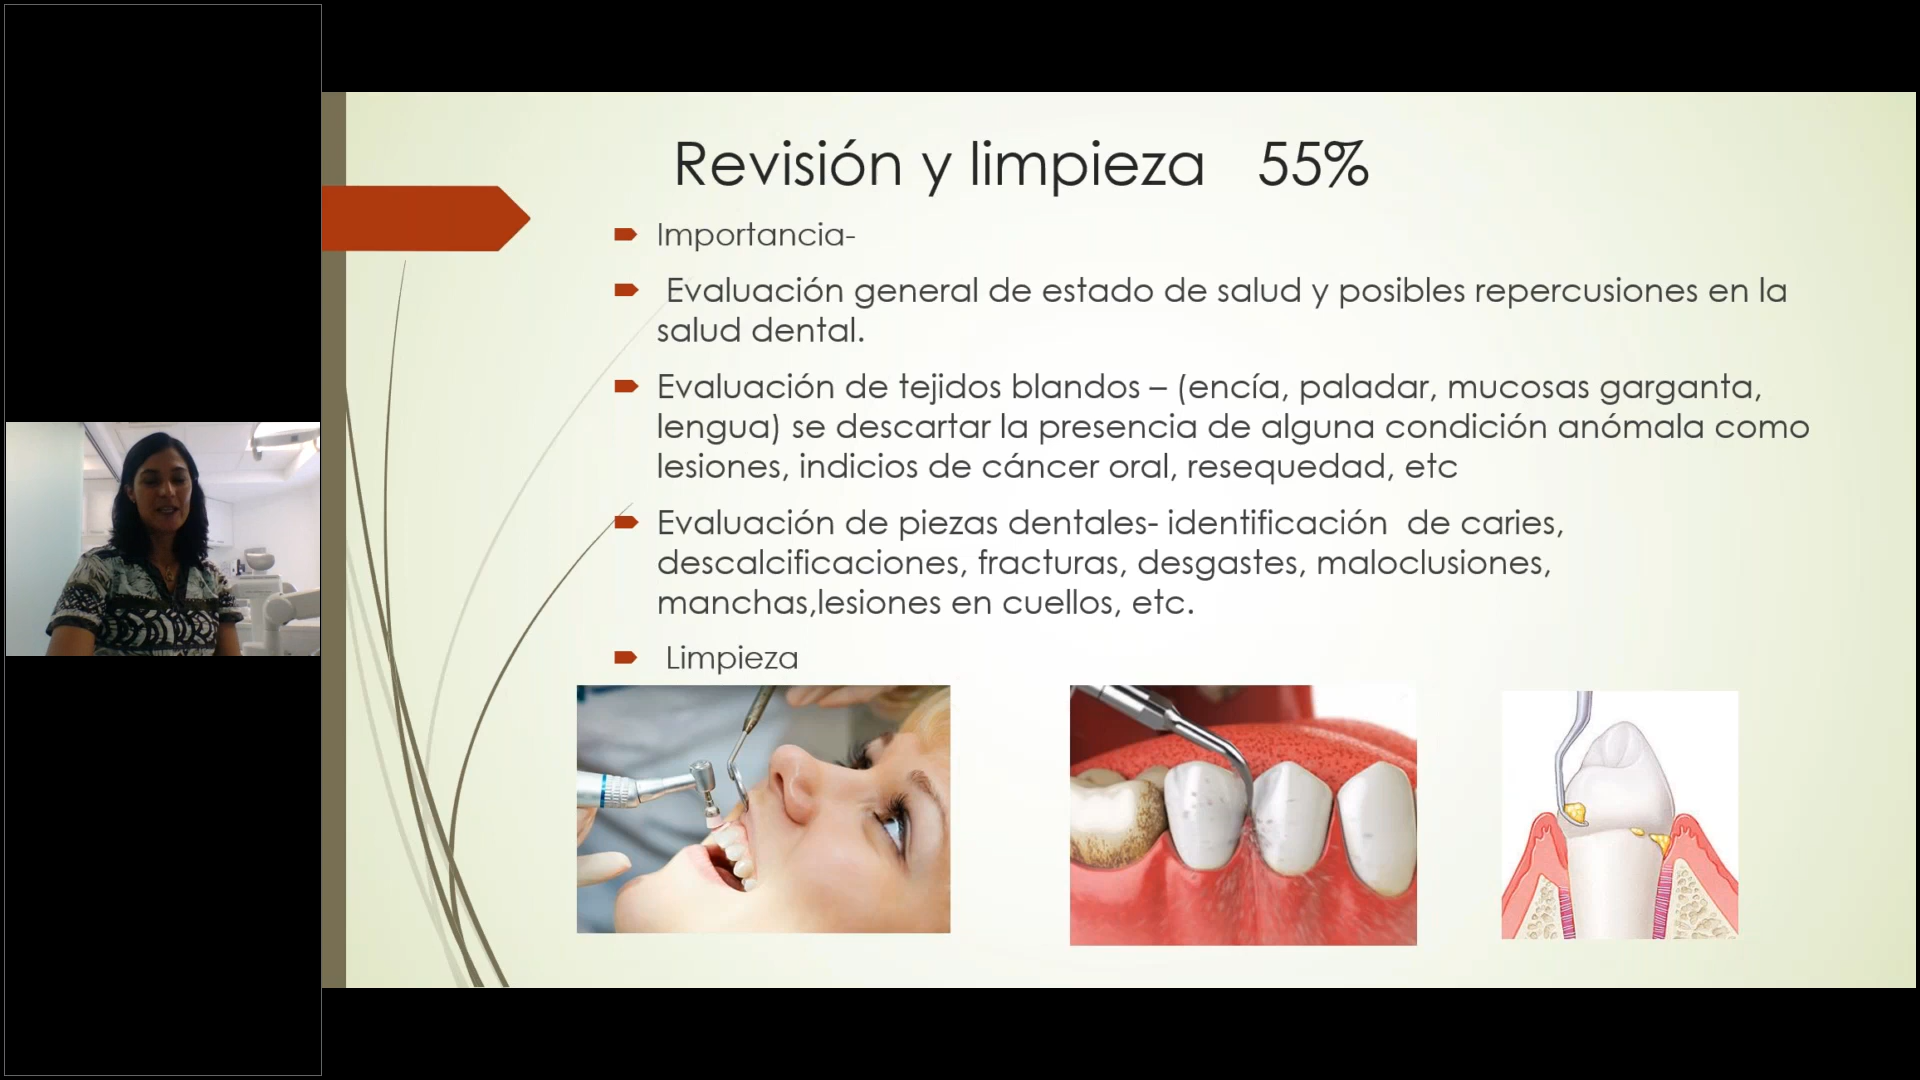 Revisión y limpieza 55%
Importancia-
Evaluación general de estado de salud y posibles repercusiones en la
salud dental.
Evaluación de tejidos blandos – (encía, paladar, mucosas garganta,
lengua) se descartar la presencia de alguna condición anómala como
lesiones, indicios de cáncer oral, resequedad, etc
Evaluación de piezas dentales- identificación de caries,
descalcificaciones, fracturas, desgastes, maloclusiones,
manchas,lesiones en cuellos, etc.
Limpieza